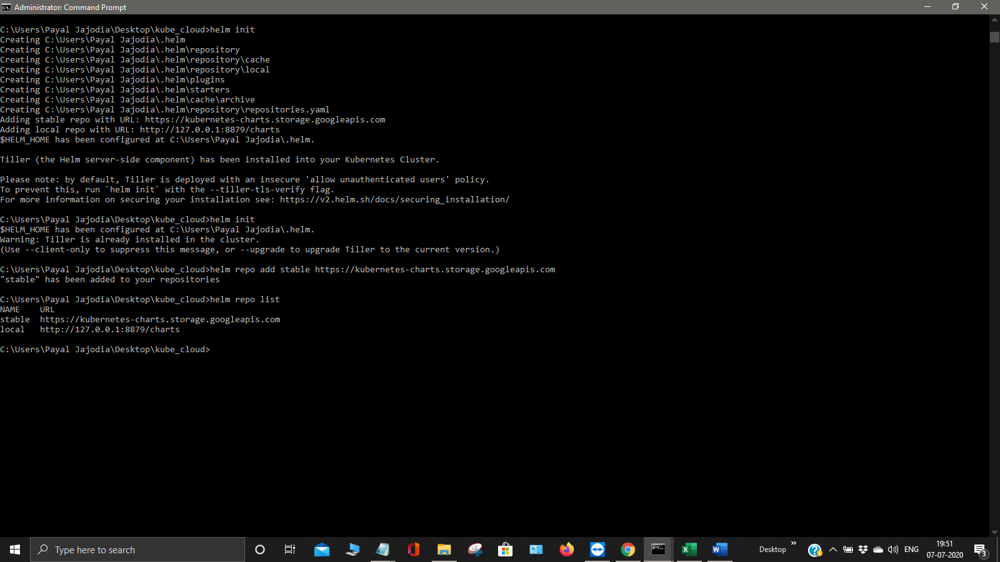 Administrator: Command Prompt
C:\Users\Payal Jajodia\Desktop\kube_cloud>helm init
Creating C:\Users\Payal Jajodia\.helm
Creating C:\Users\Payal Jajodia\.helm\repository
Creating C:\Users\Payal Jajodia\.helm\repository\cache
Creating C:\Users\Payal Jajodia\.helm\repository\local
Creating C:\Users\Payal Jajodia\.helm\plugins
Creating C:\Users\Payal Jajodia\.helm\starters
Creating C:\Users\Payal Jajodia\.helm\cache\archive
Creating C:\Users\Payal Jajodia\.helm\repository\repositories.yaml
Adding stable repo with URL: https://kubernetes-charts.storage.googleapis.com
Adding local repo with URL: http://127.0.0.1:8879/charts
$HELM_HOME has been configured at C:\Users\Payal Jajodia\.helm.
Tiller (the Helm server-side component) has been installed into your Kubernetes Cluster.
Please note: by default, Tiller is deployed with an insecure 'allow unauthenticated users' policy.
To prevent this, run `helm init` with the --tiller-tls-verify flag.
For more information on securing your installation see: https://v2.helm.sh/docs/securing_installation/
C:\Users\Payal Jajodia\Desktop\kube_cloud>helm init
$HELM_HOME has been configured at C:\Users\Payal Jajodia\.helm.
Warning: Tiller is already installed in the cluster.
(Use --client-only to suppress this message, or --upgrade to upgrade Tiller to the current version.)
C:\Users\Payal Jajodia\Desktop\kube_cloud>helm repo add stable https://kubernetes-charts.storage.googleapis.com
"stable" has been added to your repositories
C:\Users\Payal Jajodia\Desktop\kube_cloud>helm repo list
NAME    URL
stable  https://kubernetes-charts.storage.googleapis.com
local   http://127.0.0.1:8879/charts
C:\Users\Payal Jajodia\Desktop\kube_cloud>
Type here to search
Desktop
ENG
19:51
07-07-2020
3